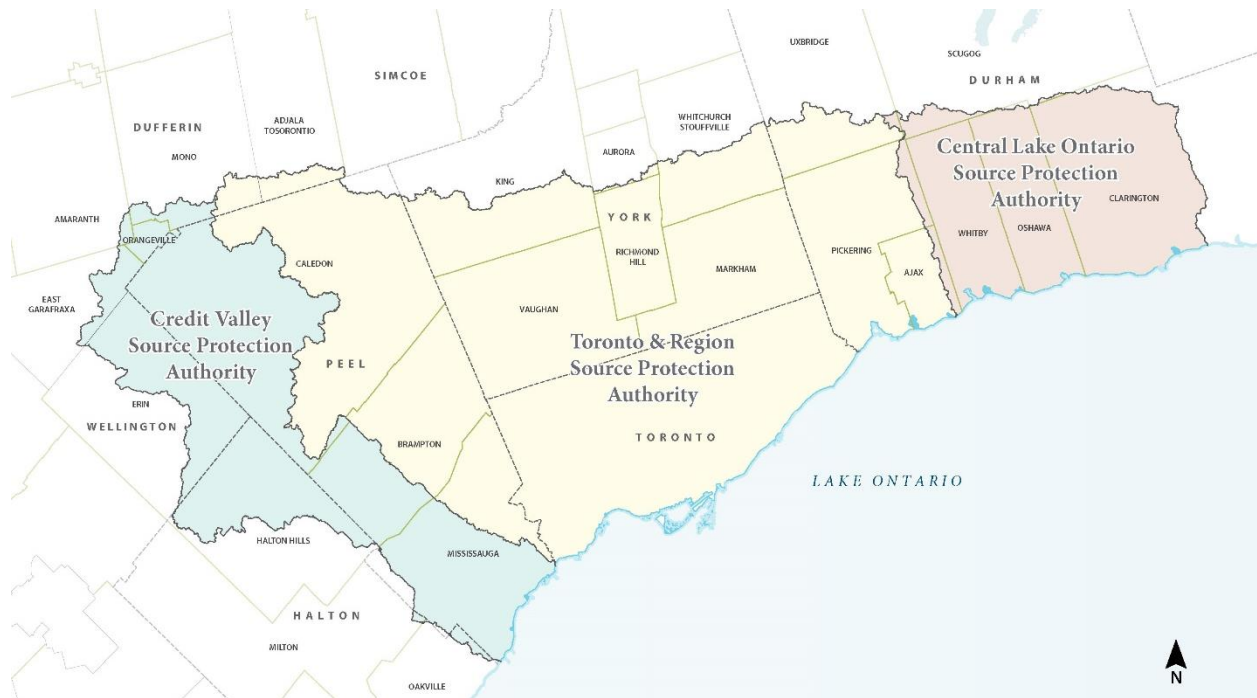 UXBRIDGE
SCUGOG
DURHAM
SIMCOE
DUFFERIN
MONO
ADJALA
TOSORONTIO
WHITCHURCH
STOUFFVILLE
AURORA
KING
Central Lake Ontario
Source Protection
Authority
CLARINGTON
WHITBY
OSHAWA
AMARANTH
ORANGEVILLE
YORK
RICHMOND
HILL
CALEDON
MARKHAM
PICKERING
AJAX
EAST
GARAFRAXA
VAUGHAN
Credit Valley
Source Protection
Authority
PEEL
Toronto & Region
Source Protection
Authority
ERIN
WELLINGTON
BRAMPTON
TORONTO
LAKE ONTARIO
HALTON HILLS
MISSISSAUGA
HALTON
MILTON
OAKVILLE
N